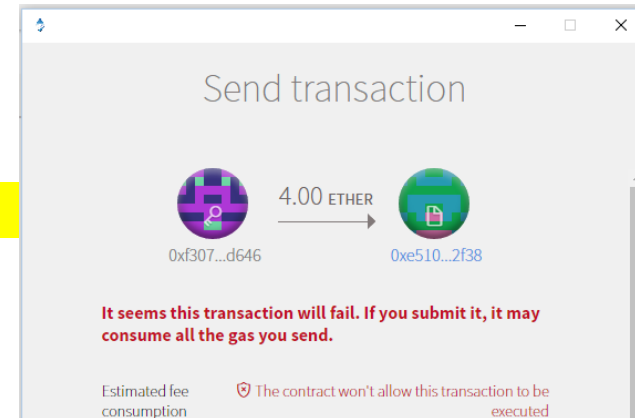 Send transaction
4.00 ETHER
0xf307...d646
0xe510...2f38
It seems this transaction will fail. If you submit it, it may
consume all the gas you send.
Estimated fee
consumption
The contract won't allow this transaction to be
executed